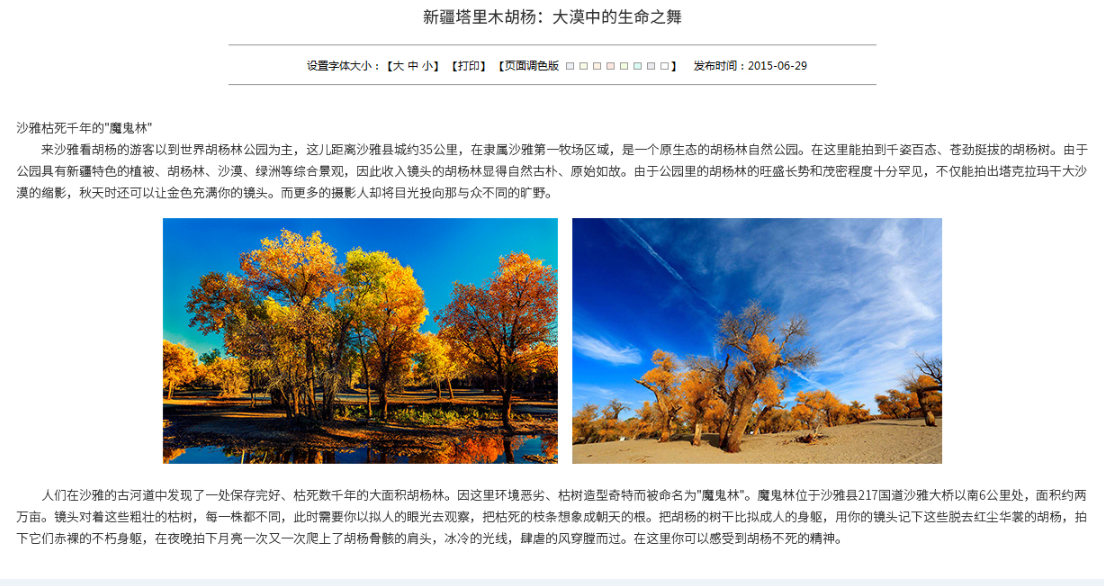 新疆塔里木胡杨：大漠中的生命之舞
设置字体大小：【大 中 小】 【打印】 【页面调色版 】 发布时间：2015-06-29
沙雅枯死千年的"魔鬼林"
来沙雅看胡杨的游客以到世界胡杨林公园为主，这儿距离沙雅县城约35公里，在隶属沙雅第一牧场区域，是一个原生态的胡杨林自然公园。在这里能拍到千姿百态、苍劲挺拔的胡杨树。由于
公园具有新疆特色的植被、胡杨林、沙漠、绿洲等综合景观，因此收入镜头的胡杨林显得自然古朴、原始如故。由于公园里的胡杨林的旺盛长势和茂密程度十分罕见，不仅能拍出塔克拉玛干大沙
漠的缩影，秋天时还可以让金色充满你的镜头。而更多的摄影人却将目光投向那与众不同的旷野。
人们在沙雅的古河道中发现了一处保存完好、枯死数千年的大面积胡杨林。因这里环境恶劣、枯树造型奇特而被命名为"魔鬼林"。魔鬼林位于沙雅县217国道沙雅大桥以南6公里处，面积约两
万亩。镜头对着这些粗壮的枯树，每一株都不同，此时需要你以拟人的眼光去观察，把枯死的枝条想象成朝天的根。把胡杨的树干比拟成人的身躯，用你的镜头记下这些脱去红尘华裳的胡杨，拍
下它们赤裸的不朽身躯，在夜晚拍下月亮一次又一次爬上了胡杨骨骸的肩头，冰冷的光线，肆虐的风穿膛而过。在这里你可以感受到胡杨不死的精神。